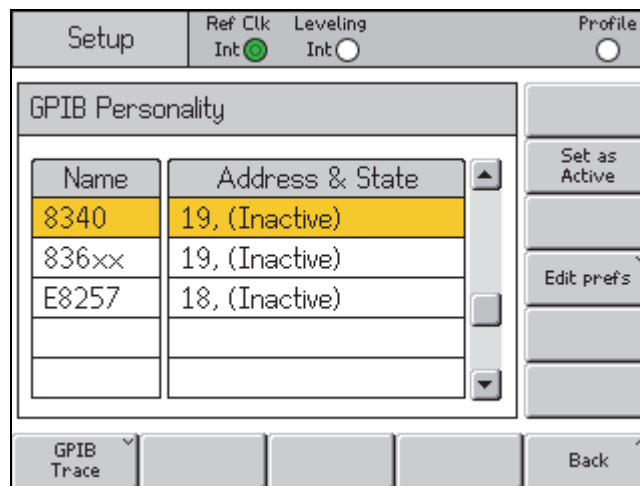 Setup
Ref Clk
Int
Leveling
Int
Profile
GPIB Personality
Name Address & State
8340 19, (Inactive)
836xx 19, (Inactive)
E8257 18, (Inactive)
Set as
Active
Edit prefs
GPIB
Trace
Back